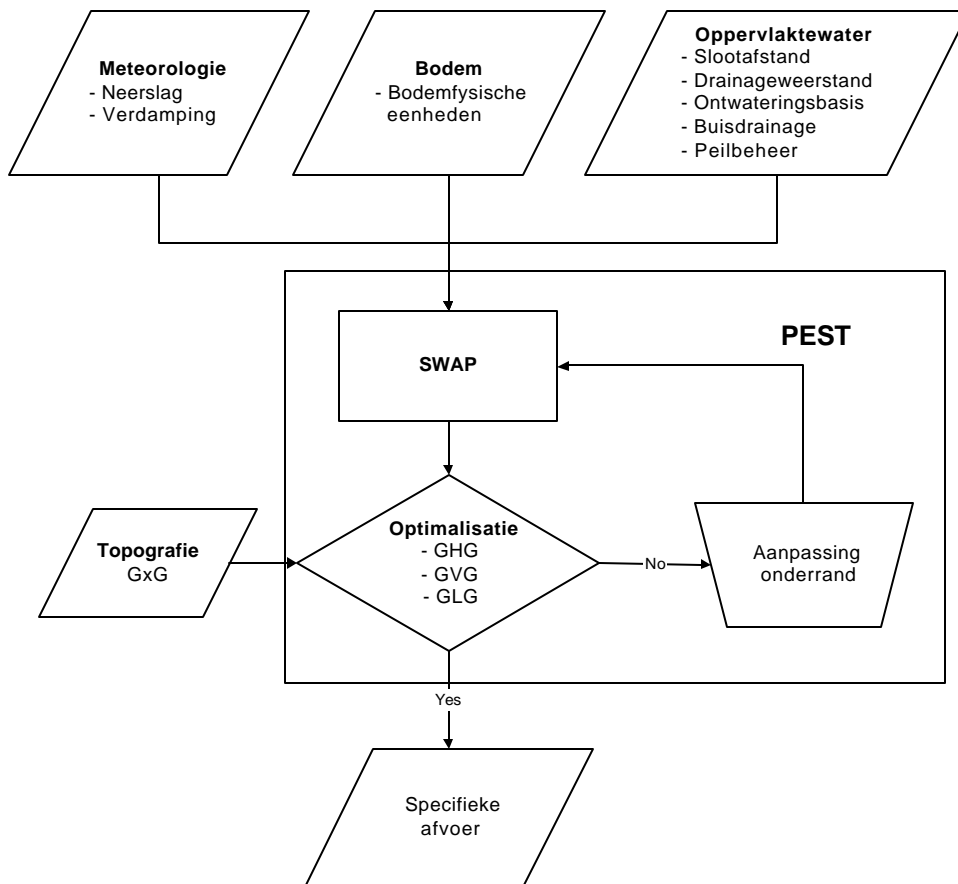 Meteorologie
- Neerslag
- Verdamping
Bodem
- Bodemfysische
eenheden
Oppervlaktewater
- Slootafstand
- Drainageweerstand
- Ontwateringsbasis
- Buisdrainage
- Peilbeheer
PEST
SWAP
Topografie
GxG
Optimalisatie
- GHG
- GVG
- GLG
No
Aanpassing
onderrand
Yes
Specifieke
afvoer